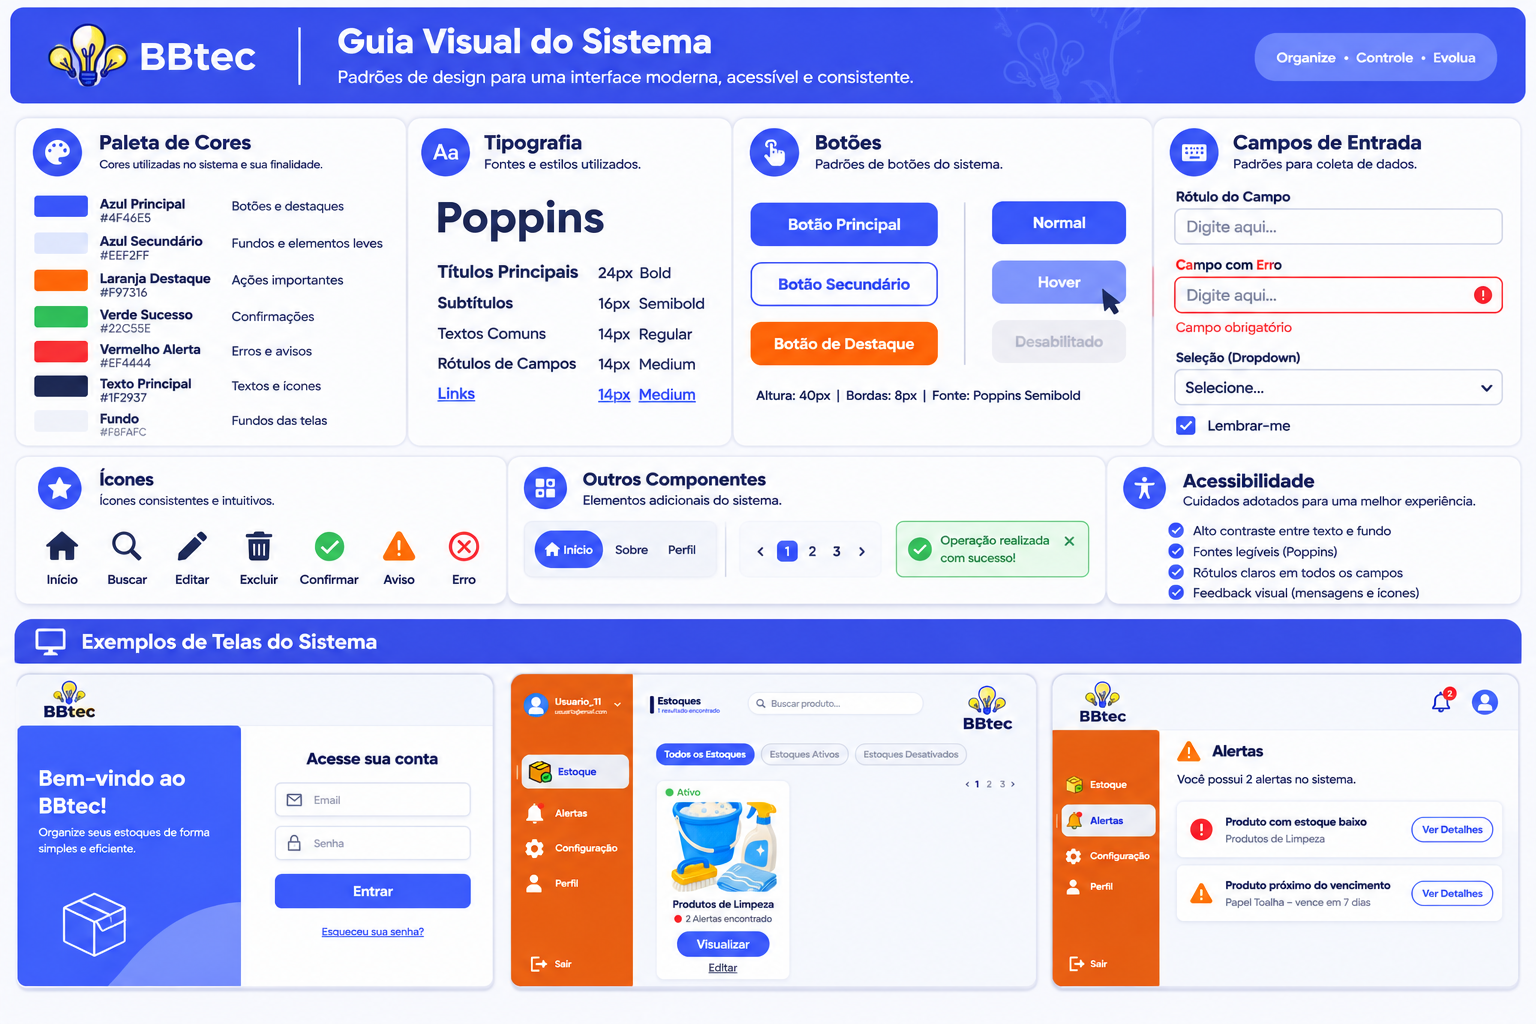 BBtec
Guia Visual do Sistema
Padrões de design para uma interface moderna, acessível e consistente.
Organize • Controle • Evolua
Paleta de Cores
Cores utilizadas no sistema e sua finalidade.
Azul Principal
#4F46E5
Botões e destaques
Azul Secundário
#EEF2FF
Fundos e elementos leves
Laranja Destaque
#F97316
Ações importantes
Verde Sucesso
#22C55E
Confirmações
Vermelho Alerta
#EF4444
Erros e avisos
Texto Principal
#1F2937
Textos e icones
Fundo
#F8FAFC
Fundos das telas
Aa
Tipografia
Fontes e estilos utilizados.
Poppins
Títulos Principais 24px Bold
Subtítulos 16px Semibold
Textos Comuns 14px Regular
Rótulos de Campos 14px Medium
Links 14px Medium
Botões
Padrões de botões do sistema.
Botão Principal
Botão Secundário
Botão de Destaque
Normal
Hover
Desabilitado
Altura: 40px | Bordas: 8px | Fonte: Poppins Semibold
Campos de Entrada
Padrões para coleta de dados.
Rótulo do Campo
Digite aqui...
Campo com Erro
Digite aqui...
Campo obrigatório
Seleção (Dropdown)
Selecione...
Lembrar-me
Ícones
Ícones consistentes e intuitivos.
Início
Buscar
Editar
Excluir
Confirmar
Aviso
Erro
Outros Componentes
Elementos adicionais do sistema.
Início
Sobre
Perfil
‹ 1 2 3 ›
Operação realizada
com sucesso!
Acessibilidade
Cuidados adotados para uma melhor experiência.
Alto contraste entre texto e fundo
Fontes legíveis (Poppins)
Rótulos claros em todos os campos
Feedback visual (mensagens e icones)
Exemplos de Telas do Sistema
BBtec
Bem-vindo ao
BBtec!
Organize seus estoques de forma
simples e eficiente.
Acesse sua conta
Email
Senha
Entrar
Esqueceu sua senha?
Usuario_11
Estoque
Alertas
Configuração
Perfil
Sair
Estoques
1 resultado encontrado
Buscar produto...
BBtec
Todos os Estoques
Estoques Ativos
Estoques Desativados
‹ 1 2 3 ›
Ativo
Produtos de Limpeza
2 Alertas encontrado
Visualizar
Editar
BBtec
2
Estoque
Alertas
Configuração
Perfil
Sair
Alertas
Você possui 2 alertas no sistema.
Produto com estoque baixo
Produtos de Limpeza
Ver Detalhes
Produto próximo do vencimento
Papel Toalha – vence em 7 dias
Ver Detalhes